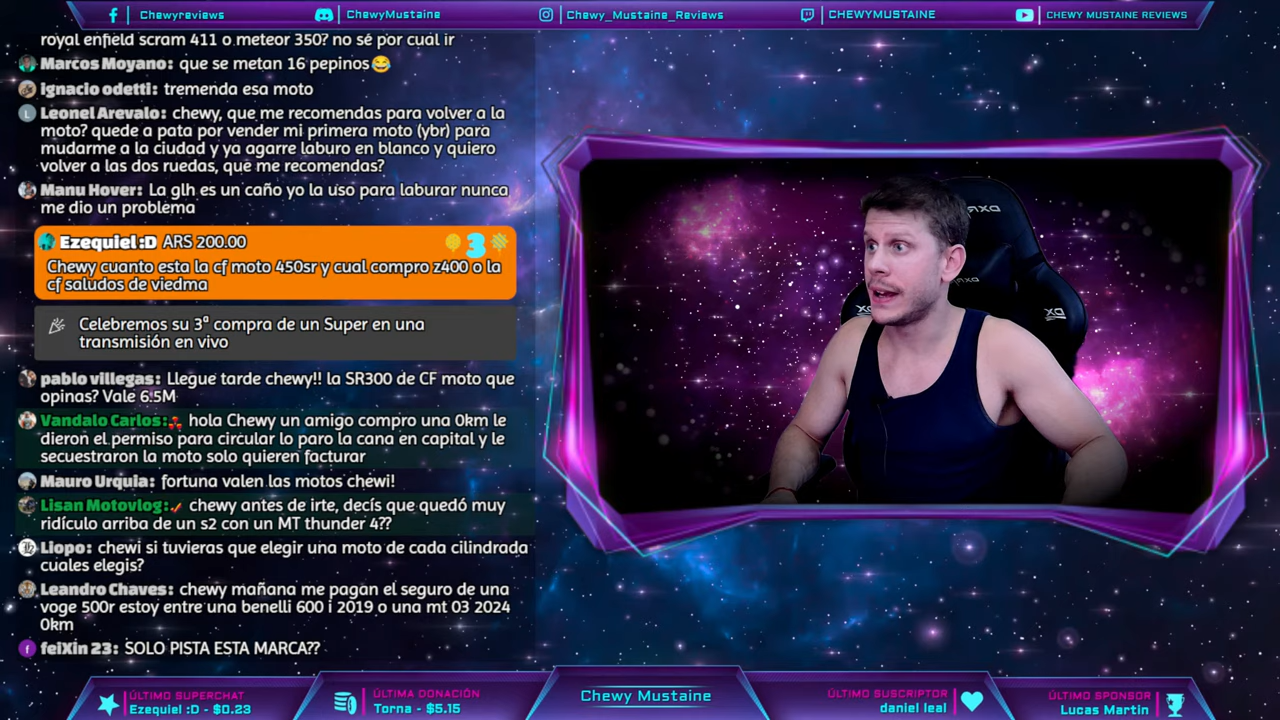 Chewyreviews
ChewyMustaine
Chewy_Mustaine_Reviews
CHEWYMUSTAINE
CHEWY MUSTAINE REVIEWS
royal enfield scram 411 o meteor 350? no sé por cual ir
Marcos Moyano: que se metan 16 pepinos😂
ignacio odetti: tremenda esa moto
L Leonel Arevalo: chewy, que me recomendas para volver a la
moto? quede a pata por vender mi primera moto (ybr) para
mudarme a la ciudad y ya agarre laburo en blanco y quiero
volver a las dos ruedas, que me recomendas?
Manu Hover: La glh es un caño yo la uso para laburar nunca
me dio un problema
Ezequiel :D ARS 200.00
3
Chewy cuanto esta la cf moto 450sr y cual compro z400 o la
cf saludos de viedma
Celebremos su 3ª compra de un Super en una
transmisión en vivo
pablo villegas: Llegue tarde chewy!! la SR300 de CF moto que
opinas? Vale 6.5M
Vandalo Carlos: hola Chewy un amigo compro una 0km le
dieron el permiso para circular lo paro la cana en capital y le
secuestraron la moto solo quieren facturar
Mauro Urquia: fortuna valen las motos chewi!
Lisan Motovlog: chewy antes de irte, decís que quedó muy
ridículo arriba de un s2 con un MT thunder 4??
Liopo: chewi si tuvieras que elegir una moto de cada cilindrada
cuales elegis?
Leandro Chaves: chewy mañana me pagan el seguro de una
voge 500r estoy entre una benelli 600 i 2019 o una mt 03 2024
0km
f feiXin 23: SOLO PISTA ESTA MARCA??
ÚLTIMO SUPERCHAT
Ezequiel :D - $0.23
ÚLTIMA DONACIÓN
Torna - $5.15
Chewy Mustaine
ÚLTIMO SUSCRIPTOR
daniel leal
ÚLTIMO SPONSOR
Lucas Martin